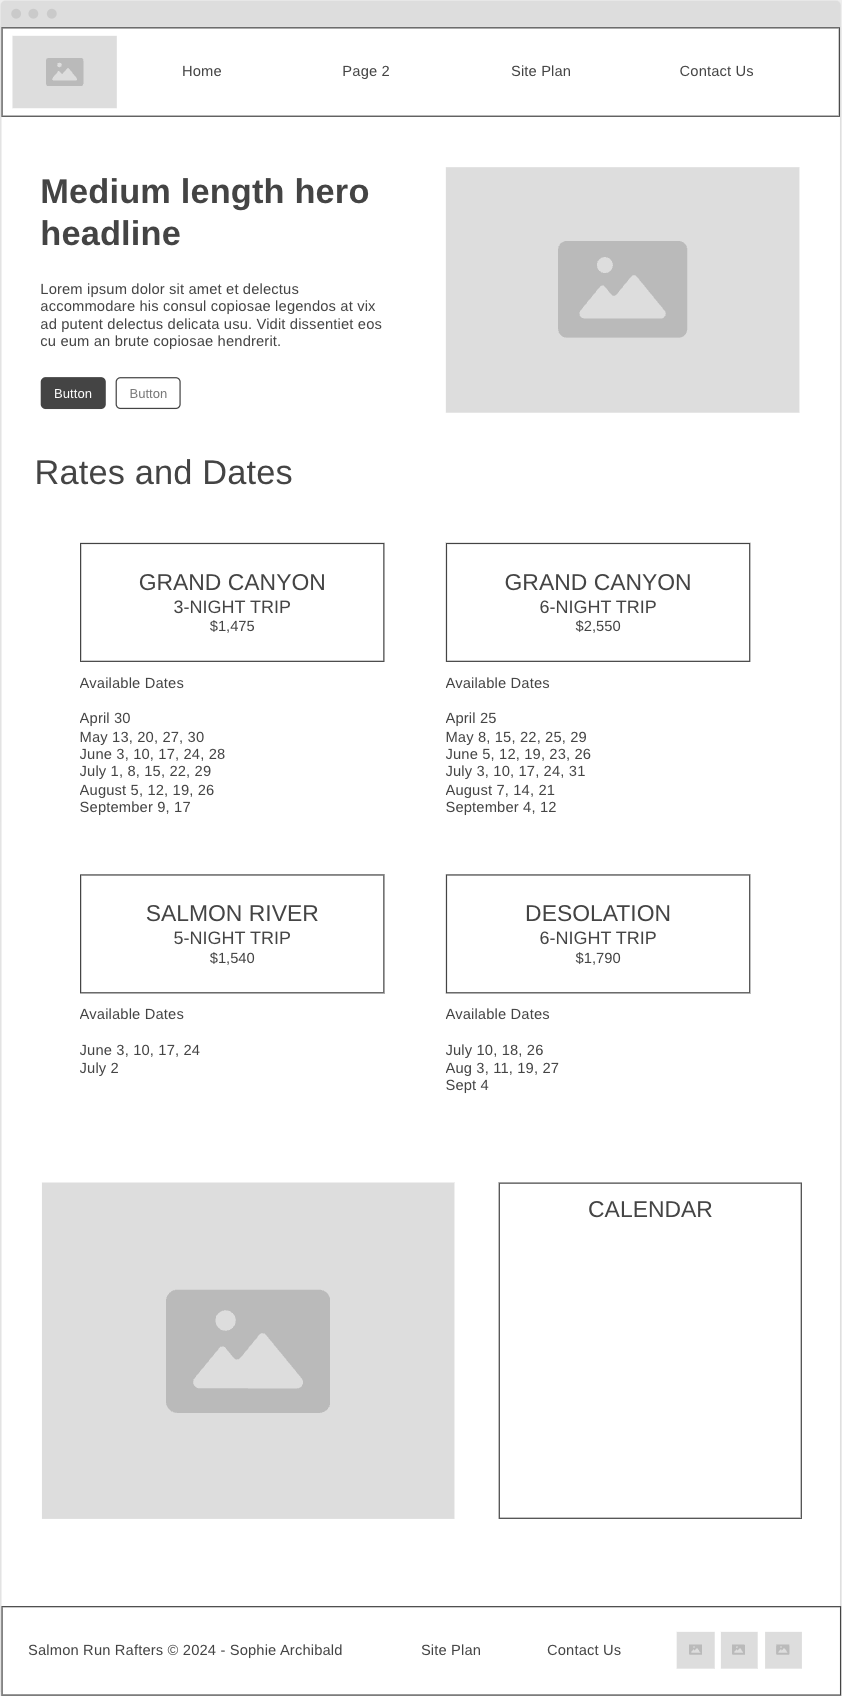 Home
Page 2
Site Plan
Contact Us
Medium length hero
headline
Lorem ipsum dolor sit amet et delectus
accommodare his consul copiosae legendos at vix
ad putent delectus delicata usu. Vidit dissentiet eos
cu eum an brute copiosae hendrerit.
Button
Button
Rates and Dates
GRAND CANYON
3-NIGHT TRIP
$1,475
Available Dates
April 30
May 13, 20, 27, 30
June 3, 10, 17, 24, 28
July 1, 8, 15, 22, 29
August 5, 12, 19, 26
September 9, 17
GRAND CANYON
6-NIGHT TRIP
$2,550
Available Dates
April 25
May 8, 15, 22, 25, 29
June 5, 12, 19, 23, 26
July 3, 10, 17, 24, 31
August 7, 14, 21
September 4, 12
SALMON RIVER
5-NIGHT TRIP
$1,540
Available Dates
June 3, 10, 17, 24
July 2
DESOLATION
6-NIGHT TRIP
$1,790
Available Dates
July 10, 18, 26
Aug 3, 11, 19, 27
Sept 4
CALENDAR
Salmon Run Rafters © 2024 - Sophie Archibald
Site Plan
Contact Us